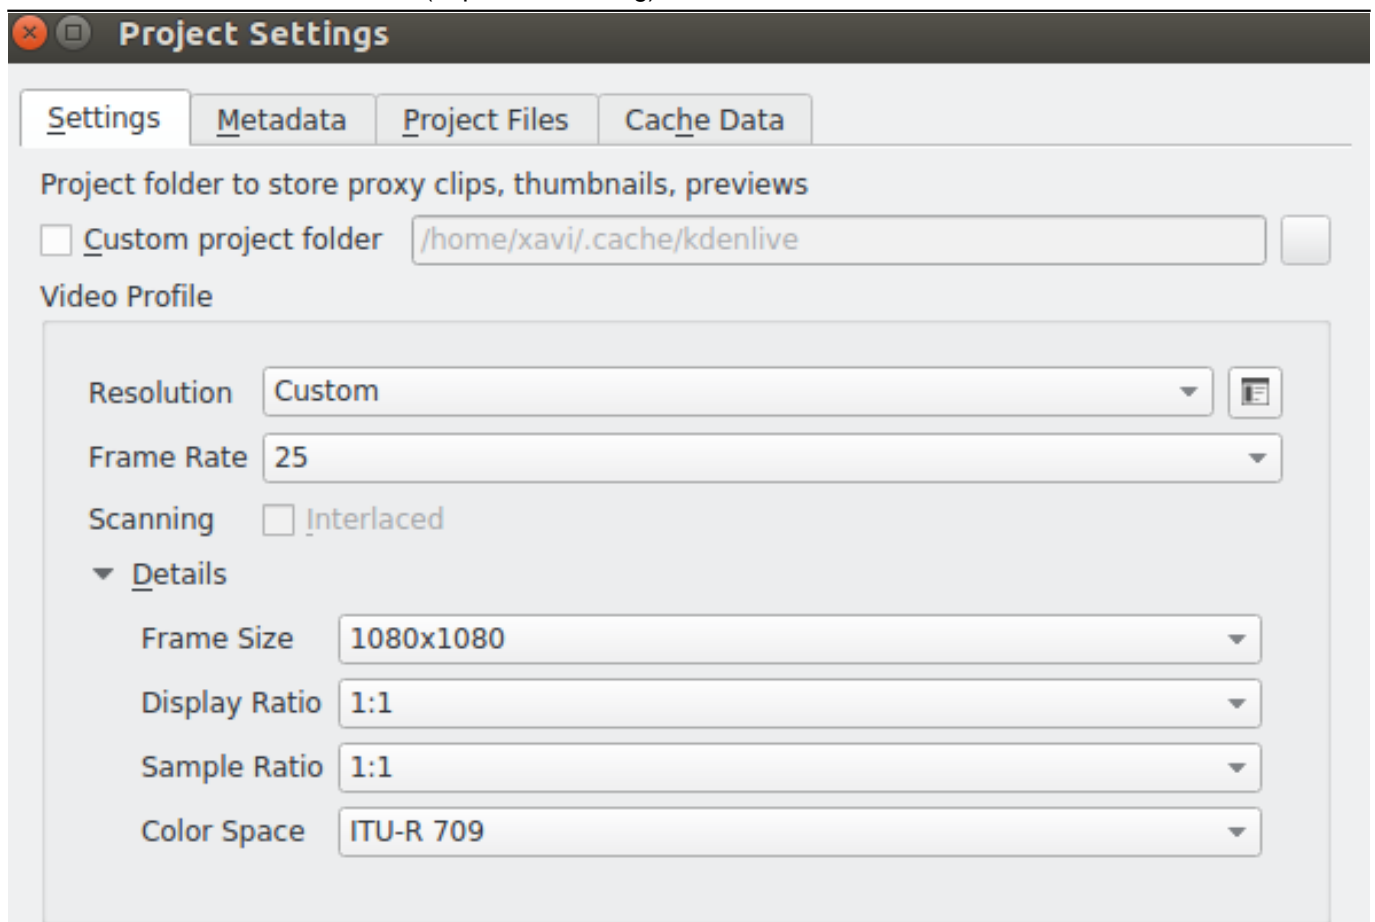 Project Settings
Settings Metadata Project Files Cache Data
Project folder to store proxy clips, thumbnails, previews
Custom project folder /home/xavi/.cache/kdenlive
Video Profile
Resolution Custom
Frame Rate 25
Scanning Interlaced
Details
Frame Size 1080x1080
Display Ratio 1:1
Sample Ratio 1:1
Color Space ITU-R 709